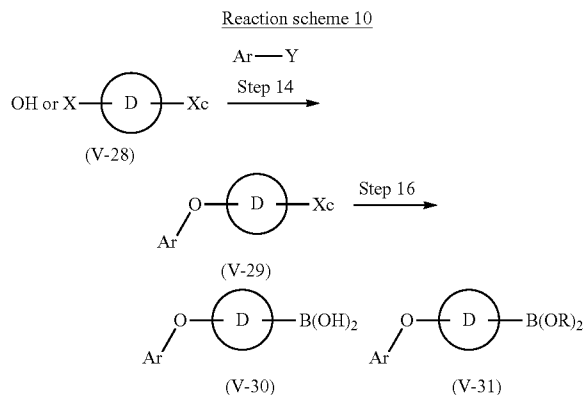 Reaction scheme 10
Ar—Y
Step 14
OH or X—D—Xc
(V-28)
O—D—Xc
Step 16
Ar
(V-29)
O—D—B(OH)₂
O—D—B(OR)₂
Ar
Ar
(V-30)
(V-31)